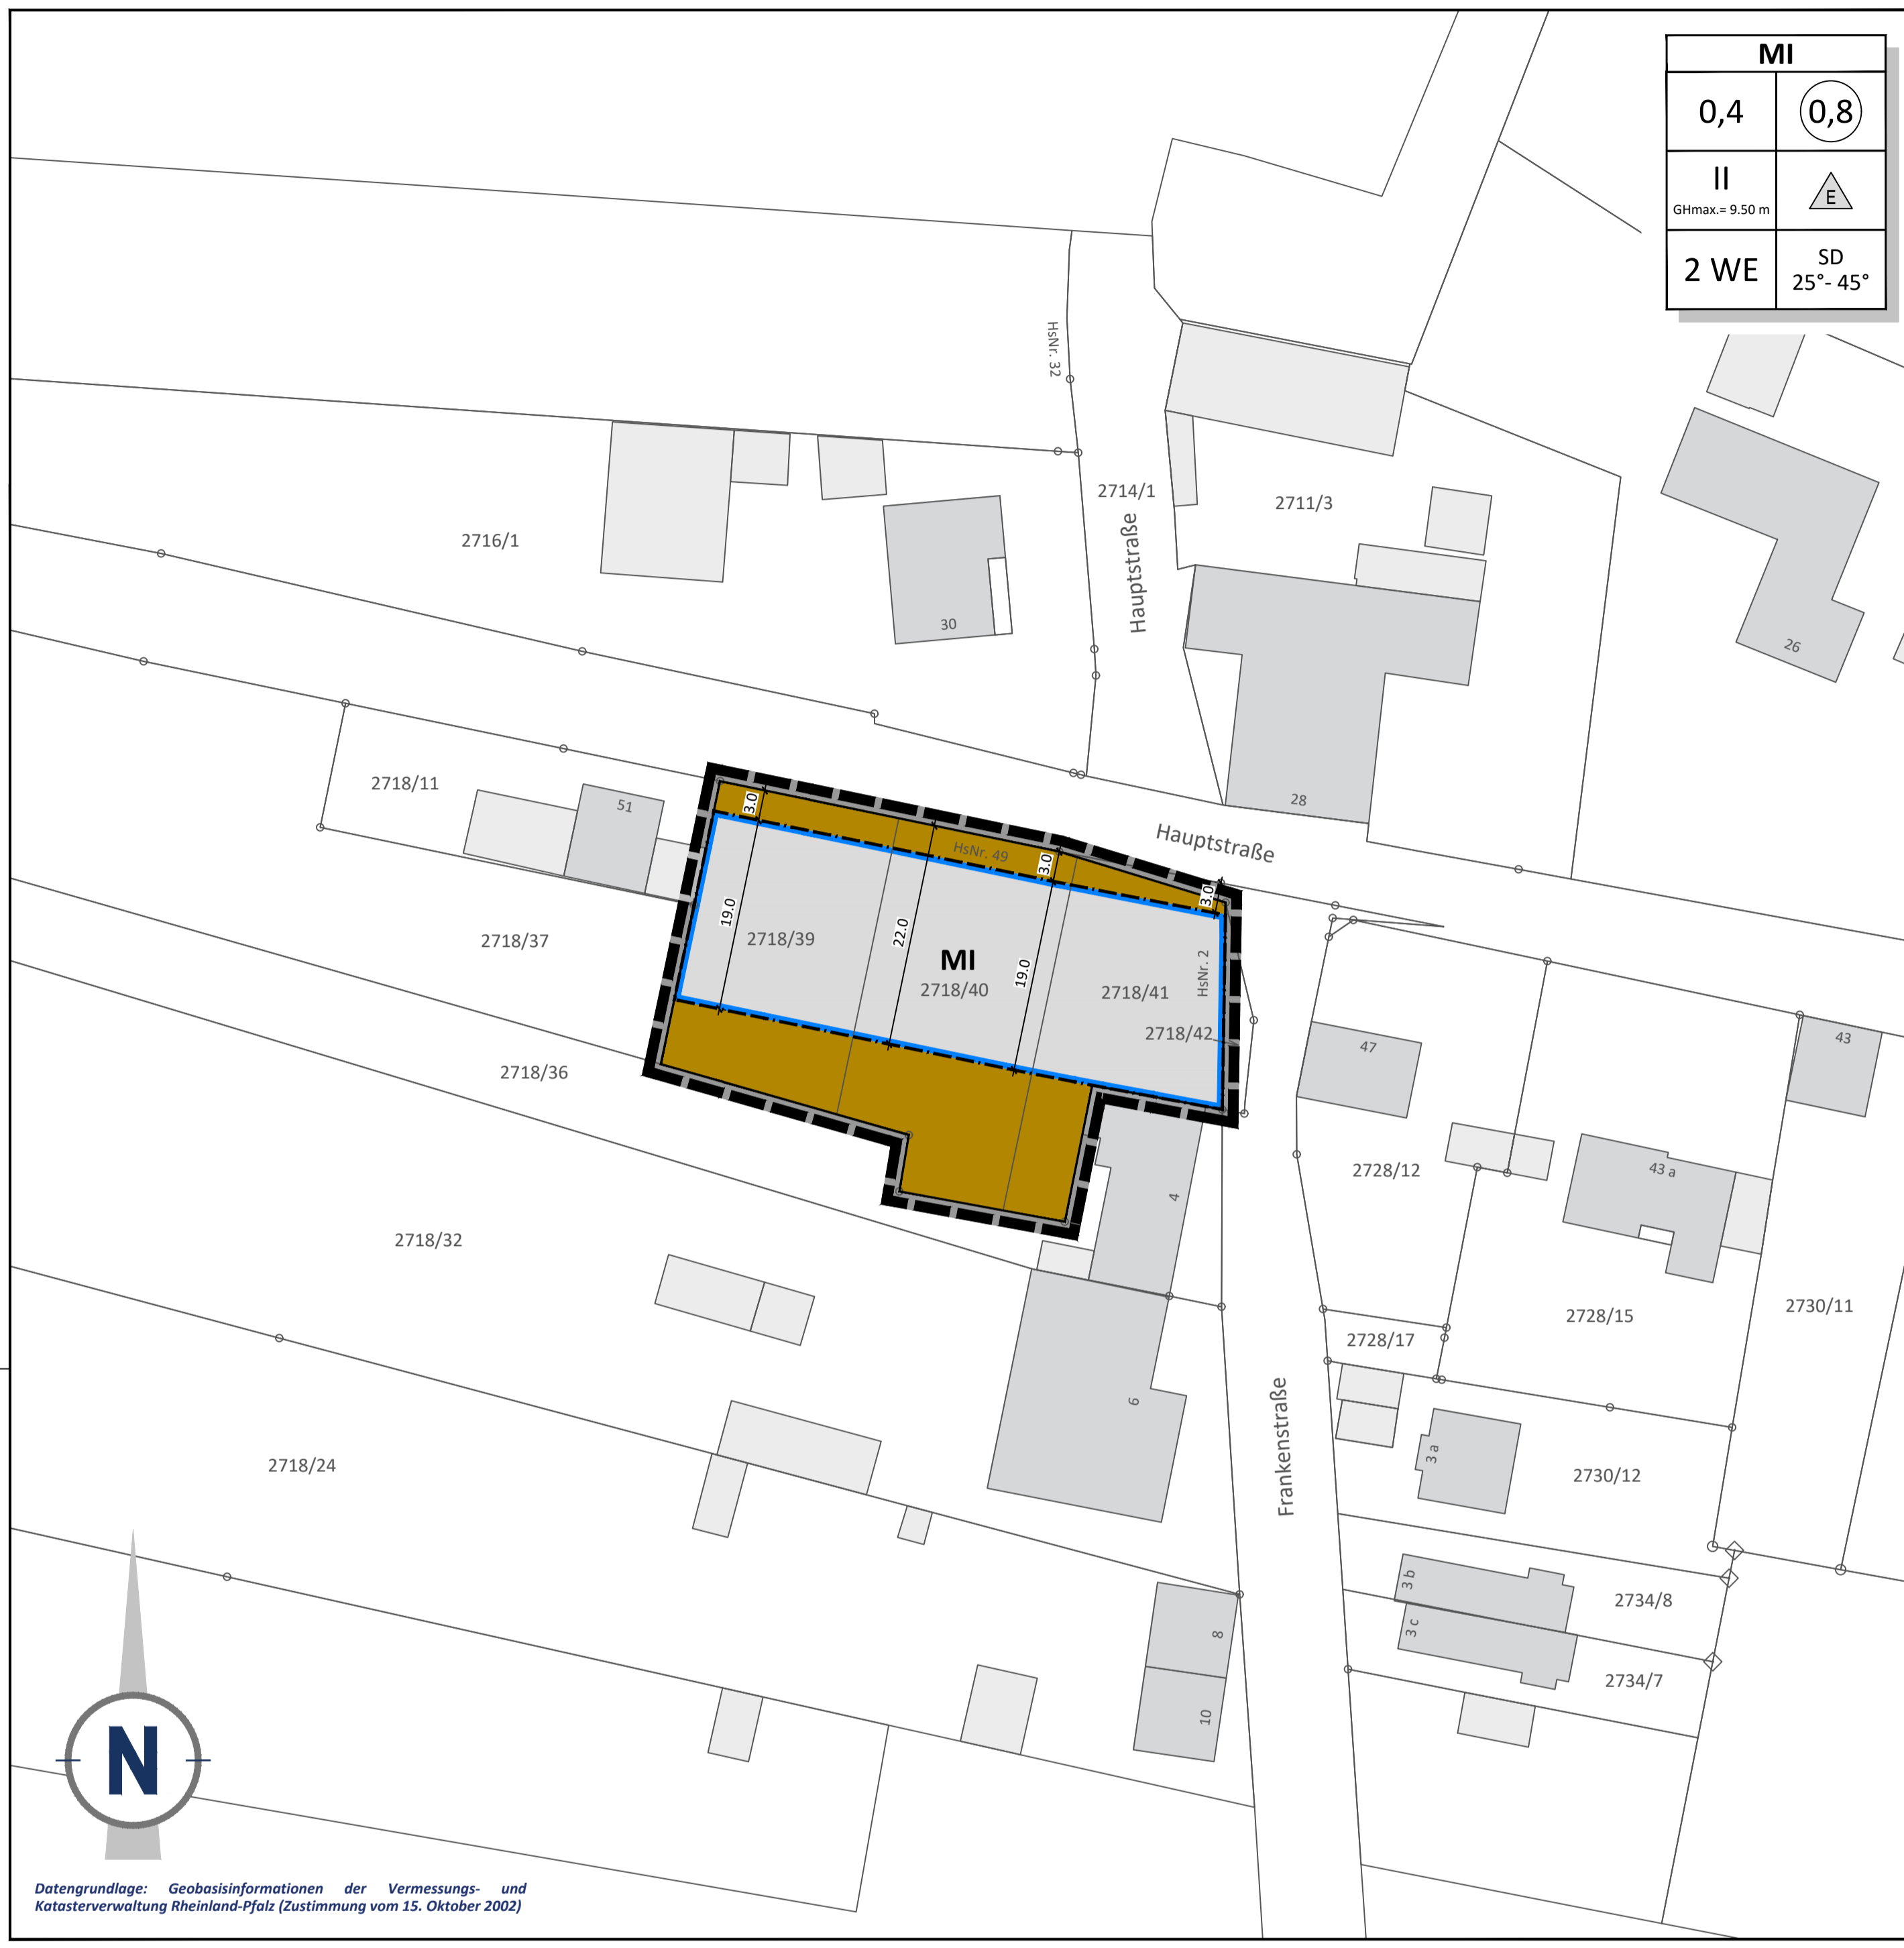 MI
0,4
0,8
II
GHmax.= 9.50 m
E
2 WE
SD
25°- 45°
HsNr. 32
2714/1
Hauptstraße
2711/3
2716/1
30
26
28
2718/11
51
Hauptstraße
3.0
HsNr. 49
3.0
3.0
19.0
22.0
19.0
2718/39
MI
2718/40
2718/41
HsNr. 2
2718/42
2718/37
2718/36
47
43
2728/12
43 a
4
2718/32
2728/15
2730/11
2728/17
6
Frankenstraße
3 a
2730/12
2718/24
3 b
2734/8
3 c
2734/7
8
10
N
Datengrundlage: Geobasisinformationen der Vermessungs- und
Katasterverwaltung Rheinland-Pfalz (Zustimmung vom 15. Oktober 2002)